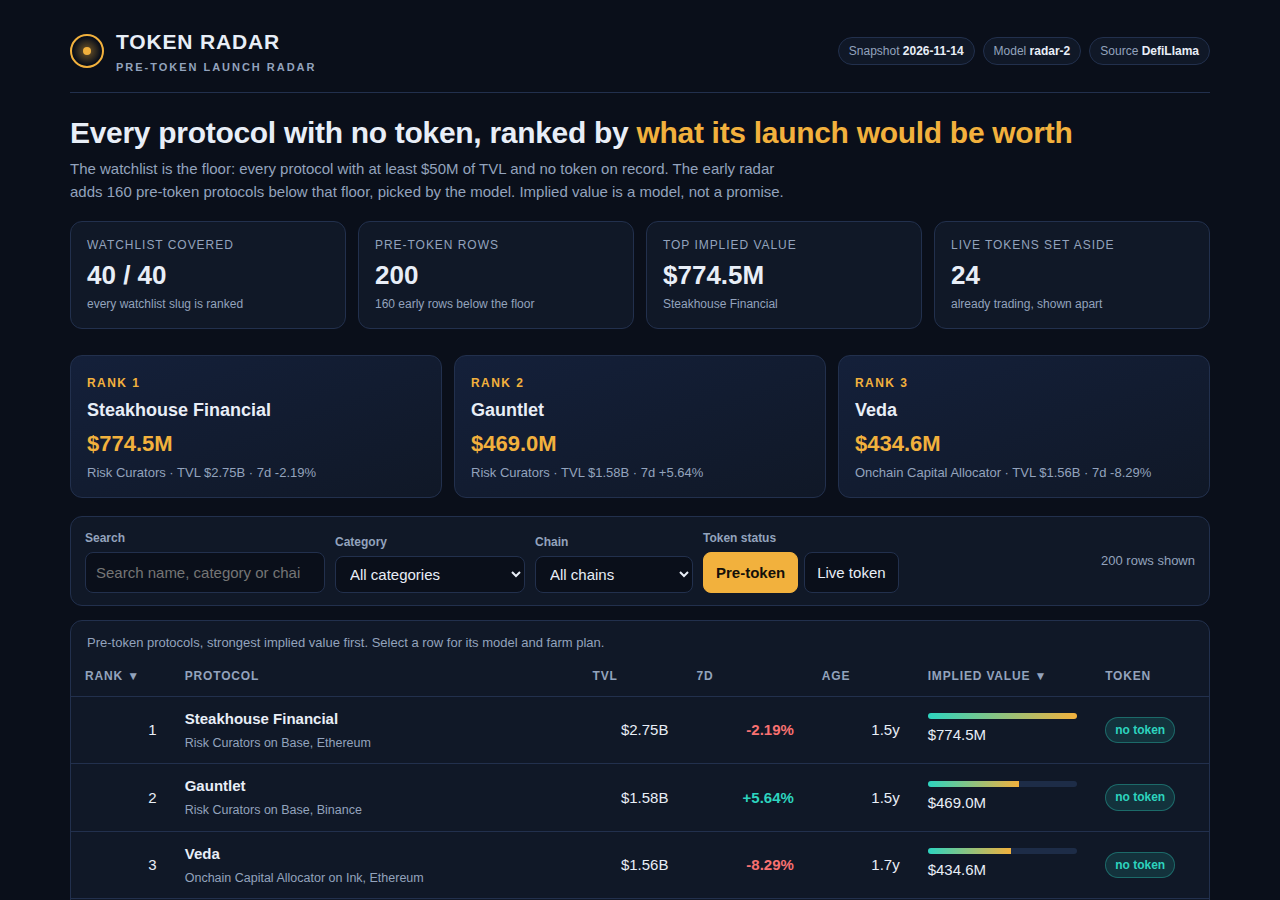 TOKEN RADAR
PRE-TOKEN LAUNCH RADAR
Snapshot 2026-11-14
Model radar-2
Source DefiLlama
Every protocol with no token, ranked by what its launch would be worth
The watchlist is the floor: every protocol with at least $50M of TVL and no token on record. The early radar
adds 160 pre-token protocols below that floor, picked by the model. Implied value is a model, not a promise.
WATCHLIST COVERED
40 / 40
every watchlist slug is ranked
PRE-TOKEN ROWS
200
160 early rows below the floor
TOP IMPLIED VALUE
$774.5M
Steakhouse Financial
LIVE TOKENS SET ASIDE
24
already trading, shown apart
RANK 1
Steakhouse Financial
$774.5M
Risk Curators · TVL $2.75B · 7d -2.19%
RANK 2
Gauntlet
$469.0M
Risk Curators · TVL $1.58B · 7d +5.64%
RANK 3
Veda
$434.6M
Onchain Capital Allocator · TVL $1.56B · 7d -8.29%
Search
Search name, category or chai
Category
All categories
Chain
All chains
Token status
Pre-token
Live token
200 rows shown
Pre-token protocols, strongest implied value first. Select a row for its model and farm plan.
RANK ▼ PROTOCOL TVL 7D AGE IMPLIED VALUE ▼ TOKEN
1 Steakhouse Financial $2.75B -2.19% 1.5y $774.5M no token
Risk Curators on Base, Ethereum
2 Gauntlet $1.58B +5.64% 1.5y $469.0M no token
Risk Curators on Base, Binance
3 Veda $1.56B -8.29% 1.7y $434.6M no token
Onchain Capital Allocator on Ink, Ethereum